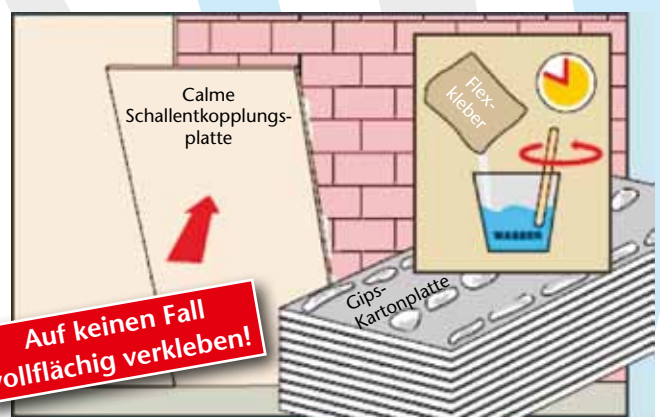 Calme
Schallentkopplungs-
platte
Flex-
kleber
WASSER
Gips-
Kartonplatte
Auf keinen Fall
vollflächig verkleben!